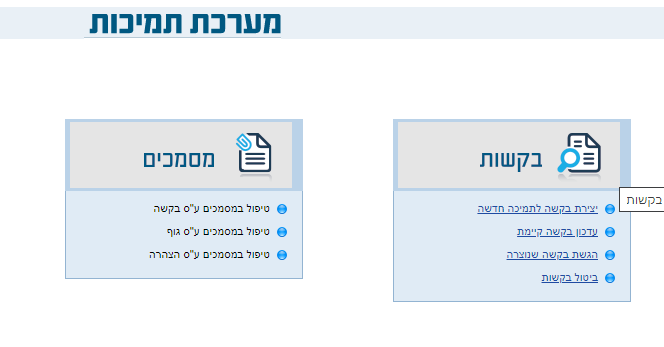 מערכת תמיכות
בקשות
יצירת בקשה לתמיכה חדשה
עדכון בקשה קיימת
הגשת בקשה שנוצרה
ביטול בקשות
בקשות
מסמכים
טיפול במסמכים ע"ס בקשה
טיפול במסמכים ע"ס גוף
טיפול במסמכים ע"ס הצהרה